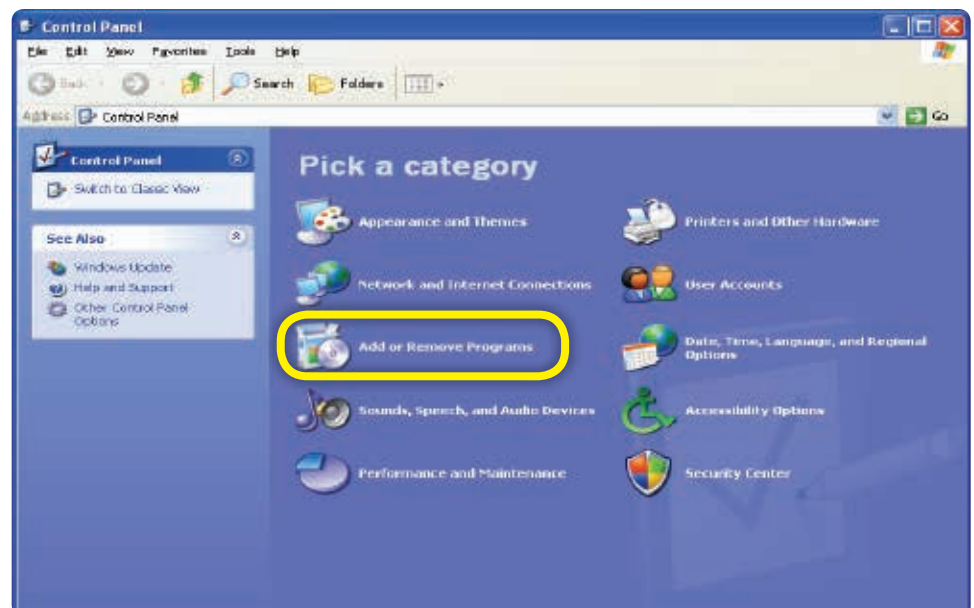 Control Panel
File Edit View Favorites Tools Help
Back Search Folders
Address Control Panel Go
Control Panel
Switch to Classic View
See Also
Windows Update
Help and Support
Other Control Panel
Options
Pick a category
Appearance and Themes
Printers and Other Hardware
Network and Internet Connections
User Accounts
Add or Remove Programs
Date, Time, Language, and Regional
Options
Sounds, Speech, and Audio Devices
Accessibility Options
Performance and Maintenance
Security Center